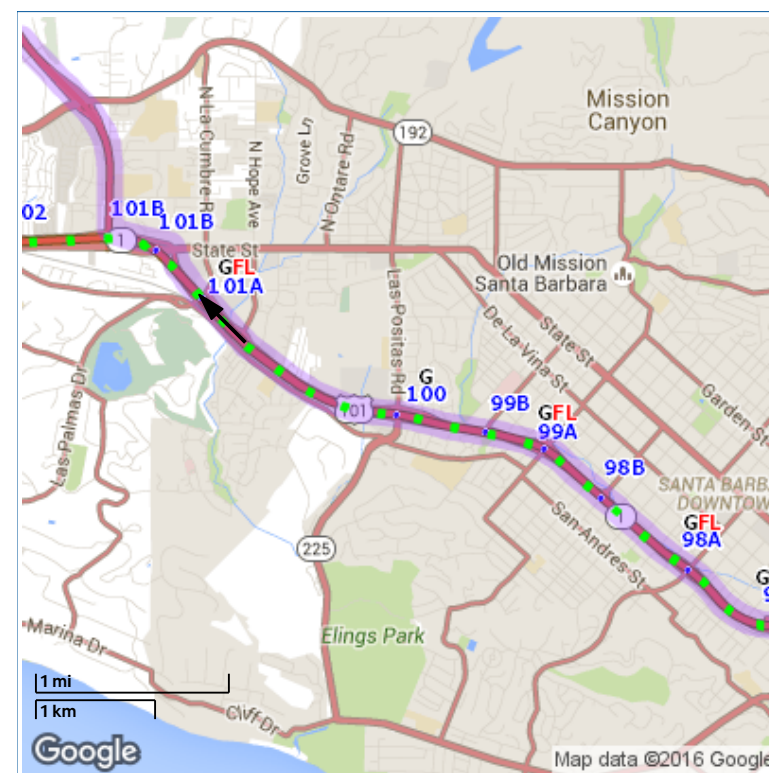 Mission
Canyon
192
N La Cumbre R
N Hope Ave
Grove Ln
N Ontare Rd
02
101B
101B
1
State St
GFL
101A
Old Mission
Santa Barbara
Las Positas Rd
De La Vina St
State St
Garden St
Las Palmas Dr
G
100
101
99B
GFL
99A
98B
SANTA BARB
DOWNTOW
1
San Andres St
GFL
98A
G
9
225
Elings Park
Marina Dr
1 mi
1 km
Cliff Dr
Google
Map data ©2016 Google